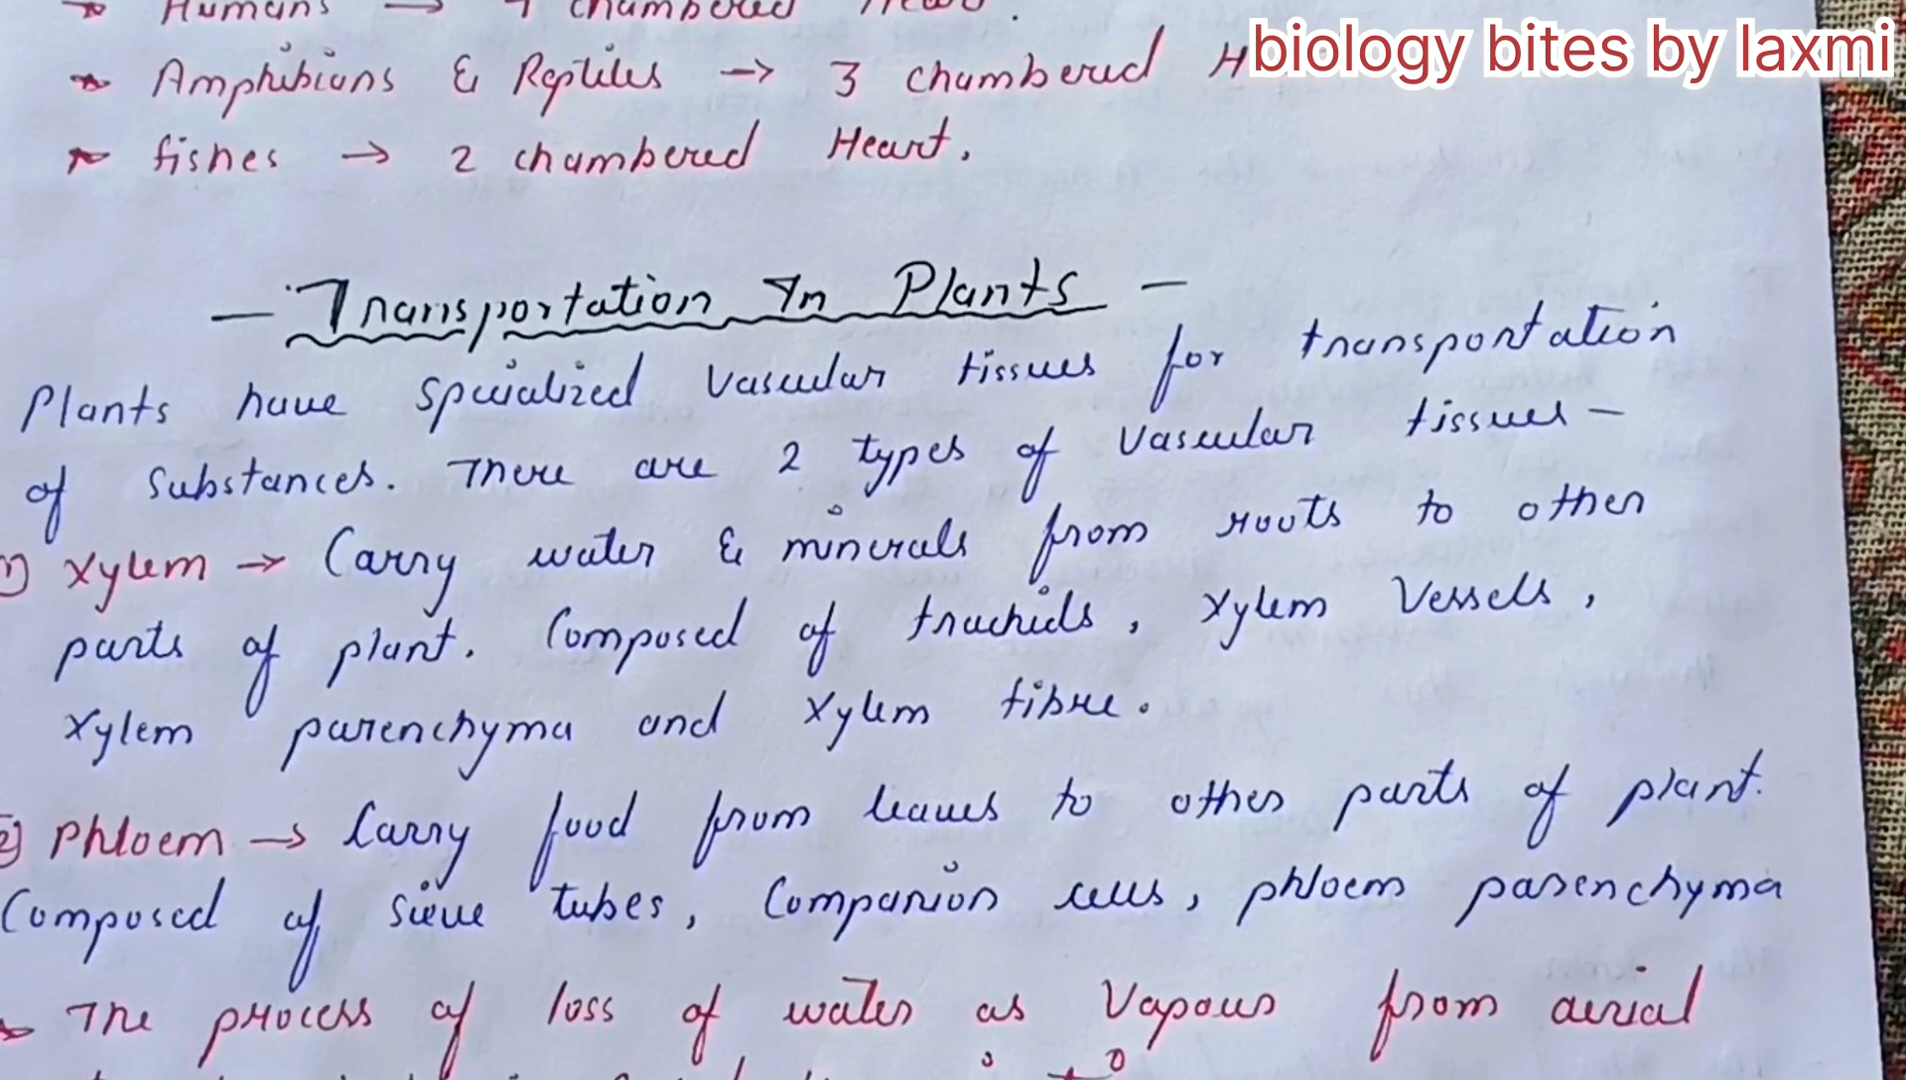 * Humans → 4 chambered Heart.
* Amphibians & Reptiles → 3 chambered H
biology bites by laxmi
* fishes → 2 chambered Heart.
— Transportation In Plants —
Plants have specialized vascular tissues for transportation
of substances. There are 2 types of vascular tissues —
1) Xylem → Carry water & minerals from roots to other
parts of plant. Composed of tracheids, xylem vessels,
xylem parenchyma and xylem fibre.
2) Phloem → Carry food from leaves to other parts of plant.
Composed of sieve tubes, companion cells, phloem parenchyma
* The process of loss of water as vapour from aerial